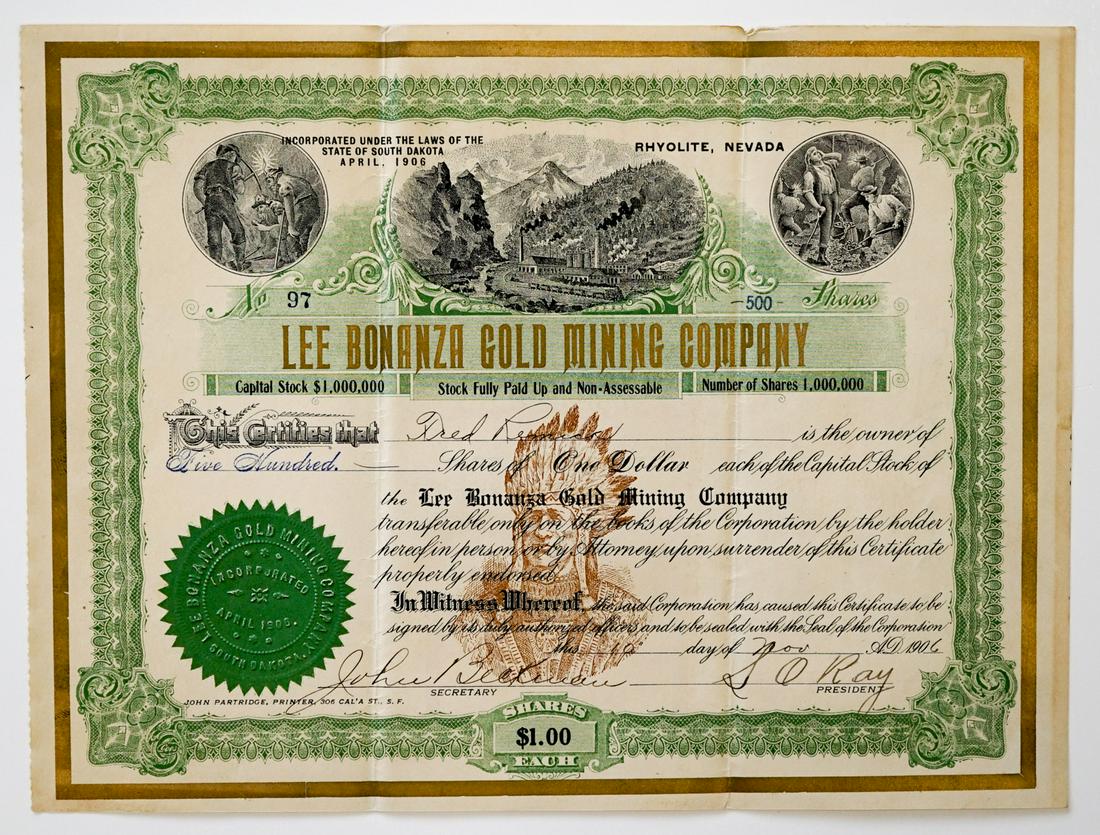 INCORPORATED UNDER THE LAWS OF THE
STATE OF SOUTH DAKOTA
APRIL, 1906
RHYOLITE, NEVADA
No 97
-500- Shares
LEE BONANZA GOLD MINING COMPANY
Capital Stock $1,000,000
Stock Fully Paid Up and Non-Assessable
Number of Shares 1,000,000
This Certifies that Fred is the owner of
Five Hundred. — Shares of One Dollar each of the Capital Stock of
the Lee Bonanza Gold Mining Company
transferable only on the books of the Corporation by the holder
hereof in person or by Attorney upon surrender of this Certificate
properly endorsed.
In Witness Whereof, the said Corporation has caused this Certificate to be
signed by its duly authorized officers and to be sealed with the Seal of the Corporation
this day of Nov A.D. 1906
LEE BONANZA GOLD MINING COMPANY
INCORPORATED
APRIL 1906.
SOUTH DAKOTA.
John
SECRETARY
S O Ray
PRESIDENT
JOHN PARTRIDGE, PRINTER, 306 CAL'A ST., S. F.
SHARES
$1.00
EACH